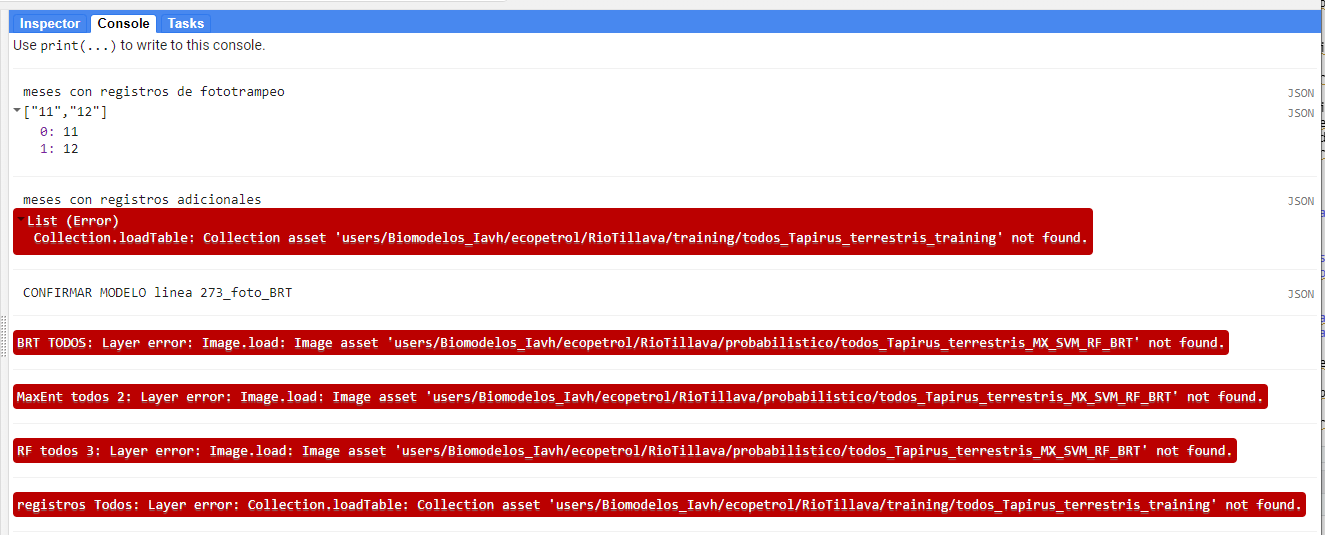 Inspector Console Tasks
Use print(...) to write to this console.
meses con registros de fototrampeo JSON
["11","12"] JSON
0: 11
1: 12
meses con registros adicionales JSON
List (Error)
Collection.loadTable: Collection asset 'users/Biomodelos_Iavh/ecopetrol/RioTillava/training/todos_Tapirus_terrestris_training' not found.
CONFIRMAR MODELO linea 273_foto_BRT JSON
BRT TODOS: Layer error: Image.load: Image asset 'users/Biomodelos_Iavh/ecopetrol/RioTillava/probabilistico/todos_Tapirus_terrestris_MX_SVM_RF_BRT' not found.
MaxEnt todos 2: Layer error: Image.load: Image asset 'users/Biomodelos_Iavh/ecopetrol/RioTillava/probabilistico/todos_Tapirus_terrestris_MX_SVM_RF_BRT' not found.
RF todos 3: Layer error: Image.load: Image asset 'users/Biomodelos_Iavh/ecopetrol/RioTillava/probabilistico/todos_Tapirus_terrestris_MX_SVM_RF_BRT' not found.
registros Todos: Layer error: Collection.loadTable: Collection asset 'users/Biomodelos_Iavh/ecopetrol/RioTillava/training/todos_Tapirus_terrestris_training' not found.